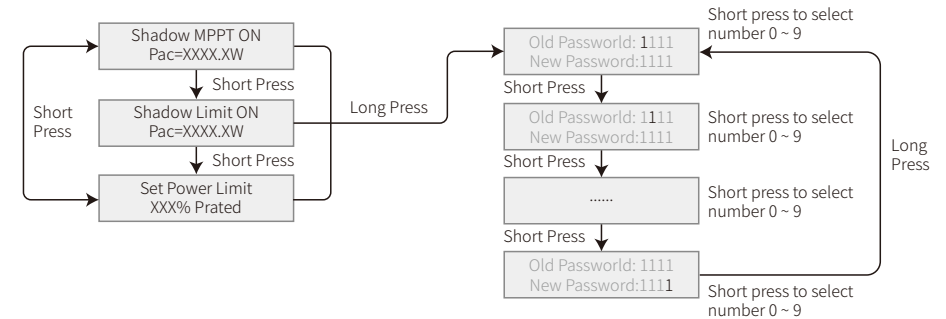 Shadow MPPT ON
Pac=XXXX.XW
Short Press
Shadow Limit ON
Pac=XXXX.XW
Short Press
Set Power Limit
XXX% Prated
Short
Press
Long Press
Short press to select
number 0 ~ 9
Old Passworld: 1111
New Password:1111
Short Press
Old Passworld: 1111
New Password:1111
Short press to select
number 0 ~ 9
Short Press
......
Short press to select
number 0 ~ 9
Short Press
Old Passworld: 1111
New Password:1111
Short press to select
number 0 ~ 9
Long
Press